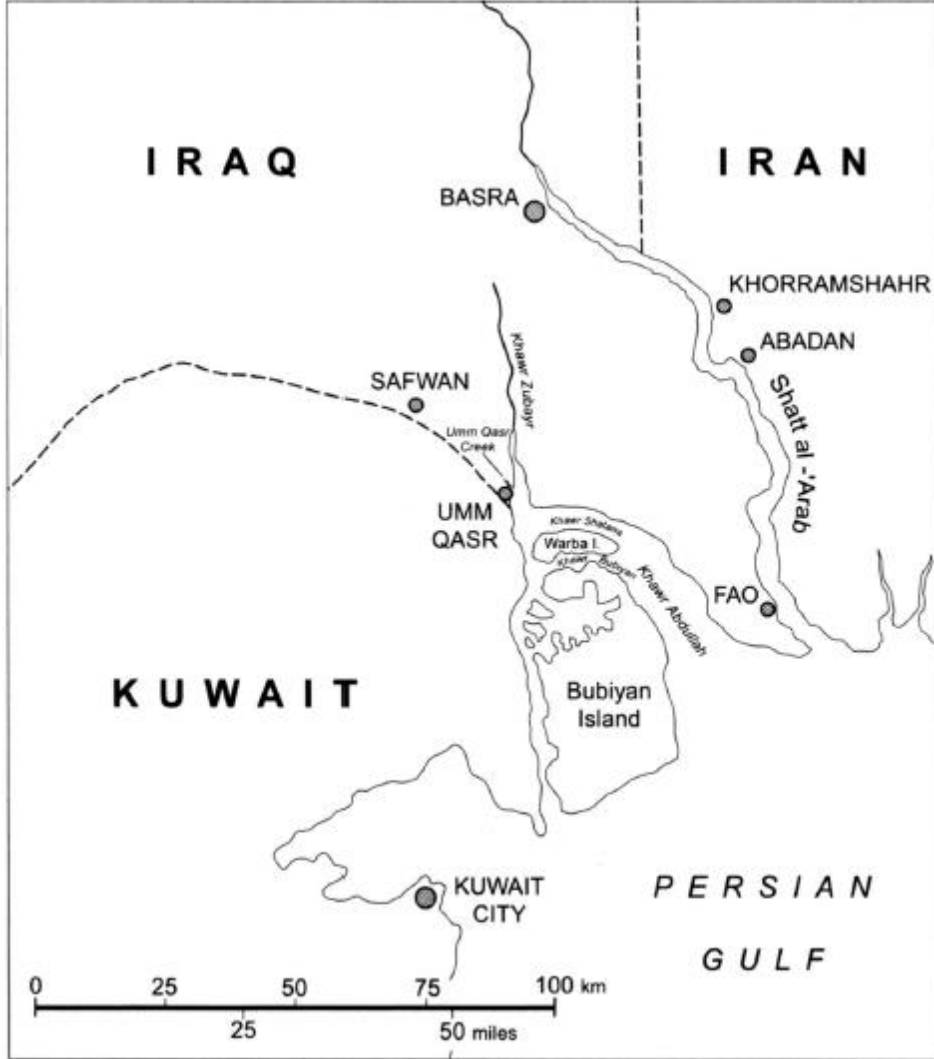 IRAQ
IRAN
BASRA
KHORRAMSHAHR
ABADAN
Khawr Zubayr
SAFWAN
Shatt al -'Arab
Umm Qasr
Creek
UMM
QASR
Khawr Shatana
Warba I.
Khawr Bubiyan
Khawr Abdullah
FAO
KUWAIT
Bubiyan
Island
KUWAIT
CITY
PERSIAN
GULF
0 25 50 75 100 km
25 50 miles